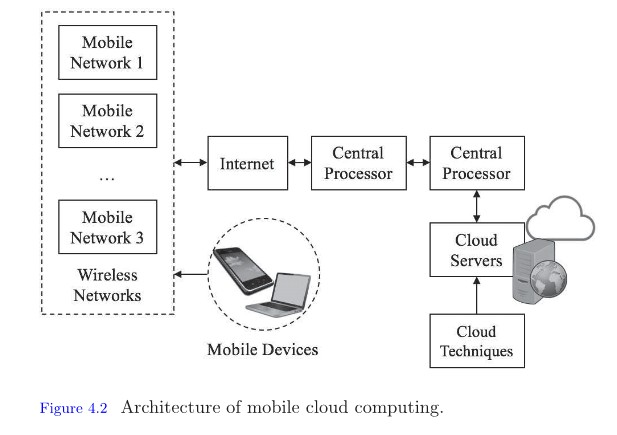 Mobile
Network 1
Mobile
Network 2
...
Mobile
Network 3
Wireless
Networks
Internet
Central
Processor
Central
Processor
Cloud
Servers
Cloud
Techniques
Mobile Devices
Figure 4.2 Architecture of mobile cloud computing.